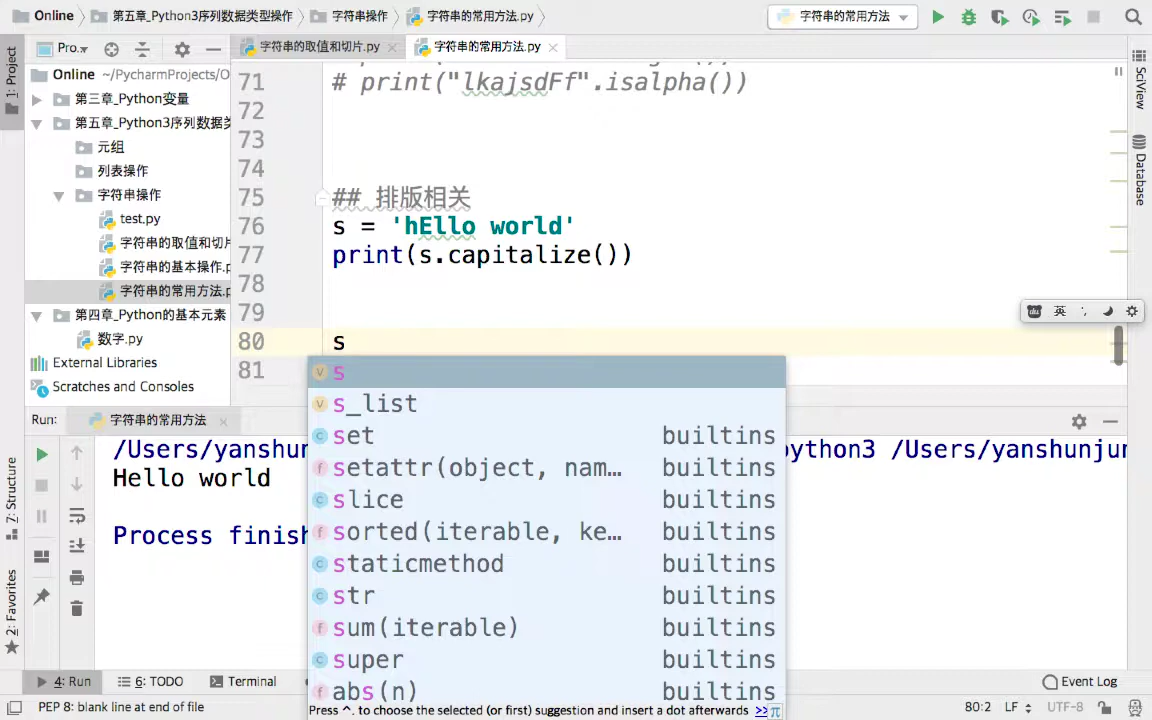 Online 第五章_Python3序列数据类型操作 字符串操作 字符串的常用方法.py 字符串的常用方法
1: Project
Pro..
字符串的取值和切片.py 字符串的常用方法.py
Online ~/PycharmProjects/O
第三章_Python变量
第五章_Python3序列数据类
元组
列表操作
字符串操作
test.py
字符串的取值和切片
字符串的基本操作.p
字符串的常用方法.p
第四章_Python的基本元素
数字.py
External Libraries
Scratches and Consoles
71 # print("lkajsdFf".isalpha())
72
73
74
75 ## 排版相关
76 s = 'hEllo world'
77 print(s.capitalize())
78
79
80 s
81
英
SciView
Database
s
s_list
set builtins
setattr(object, nam… builtins
slice builtins
sorted(iterable, ke… builtins
staticmethod builtins
str builtins
sum(iterable) builtins
super builtins
abs(n) builtins
Press ^. to choose the selected (or first) suggestion and insert a dot afterwards >> π
Run: 字符串的常用方法
/Users/yanshun ython3 /Users/yanshunjun
Hello world
Process finish
7: Structure
2: Favorites
4: Run 6: TODO Terminal Event Log
PEP 8: blank line at end of file 80:2 LF UTF-8